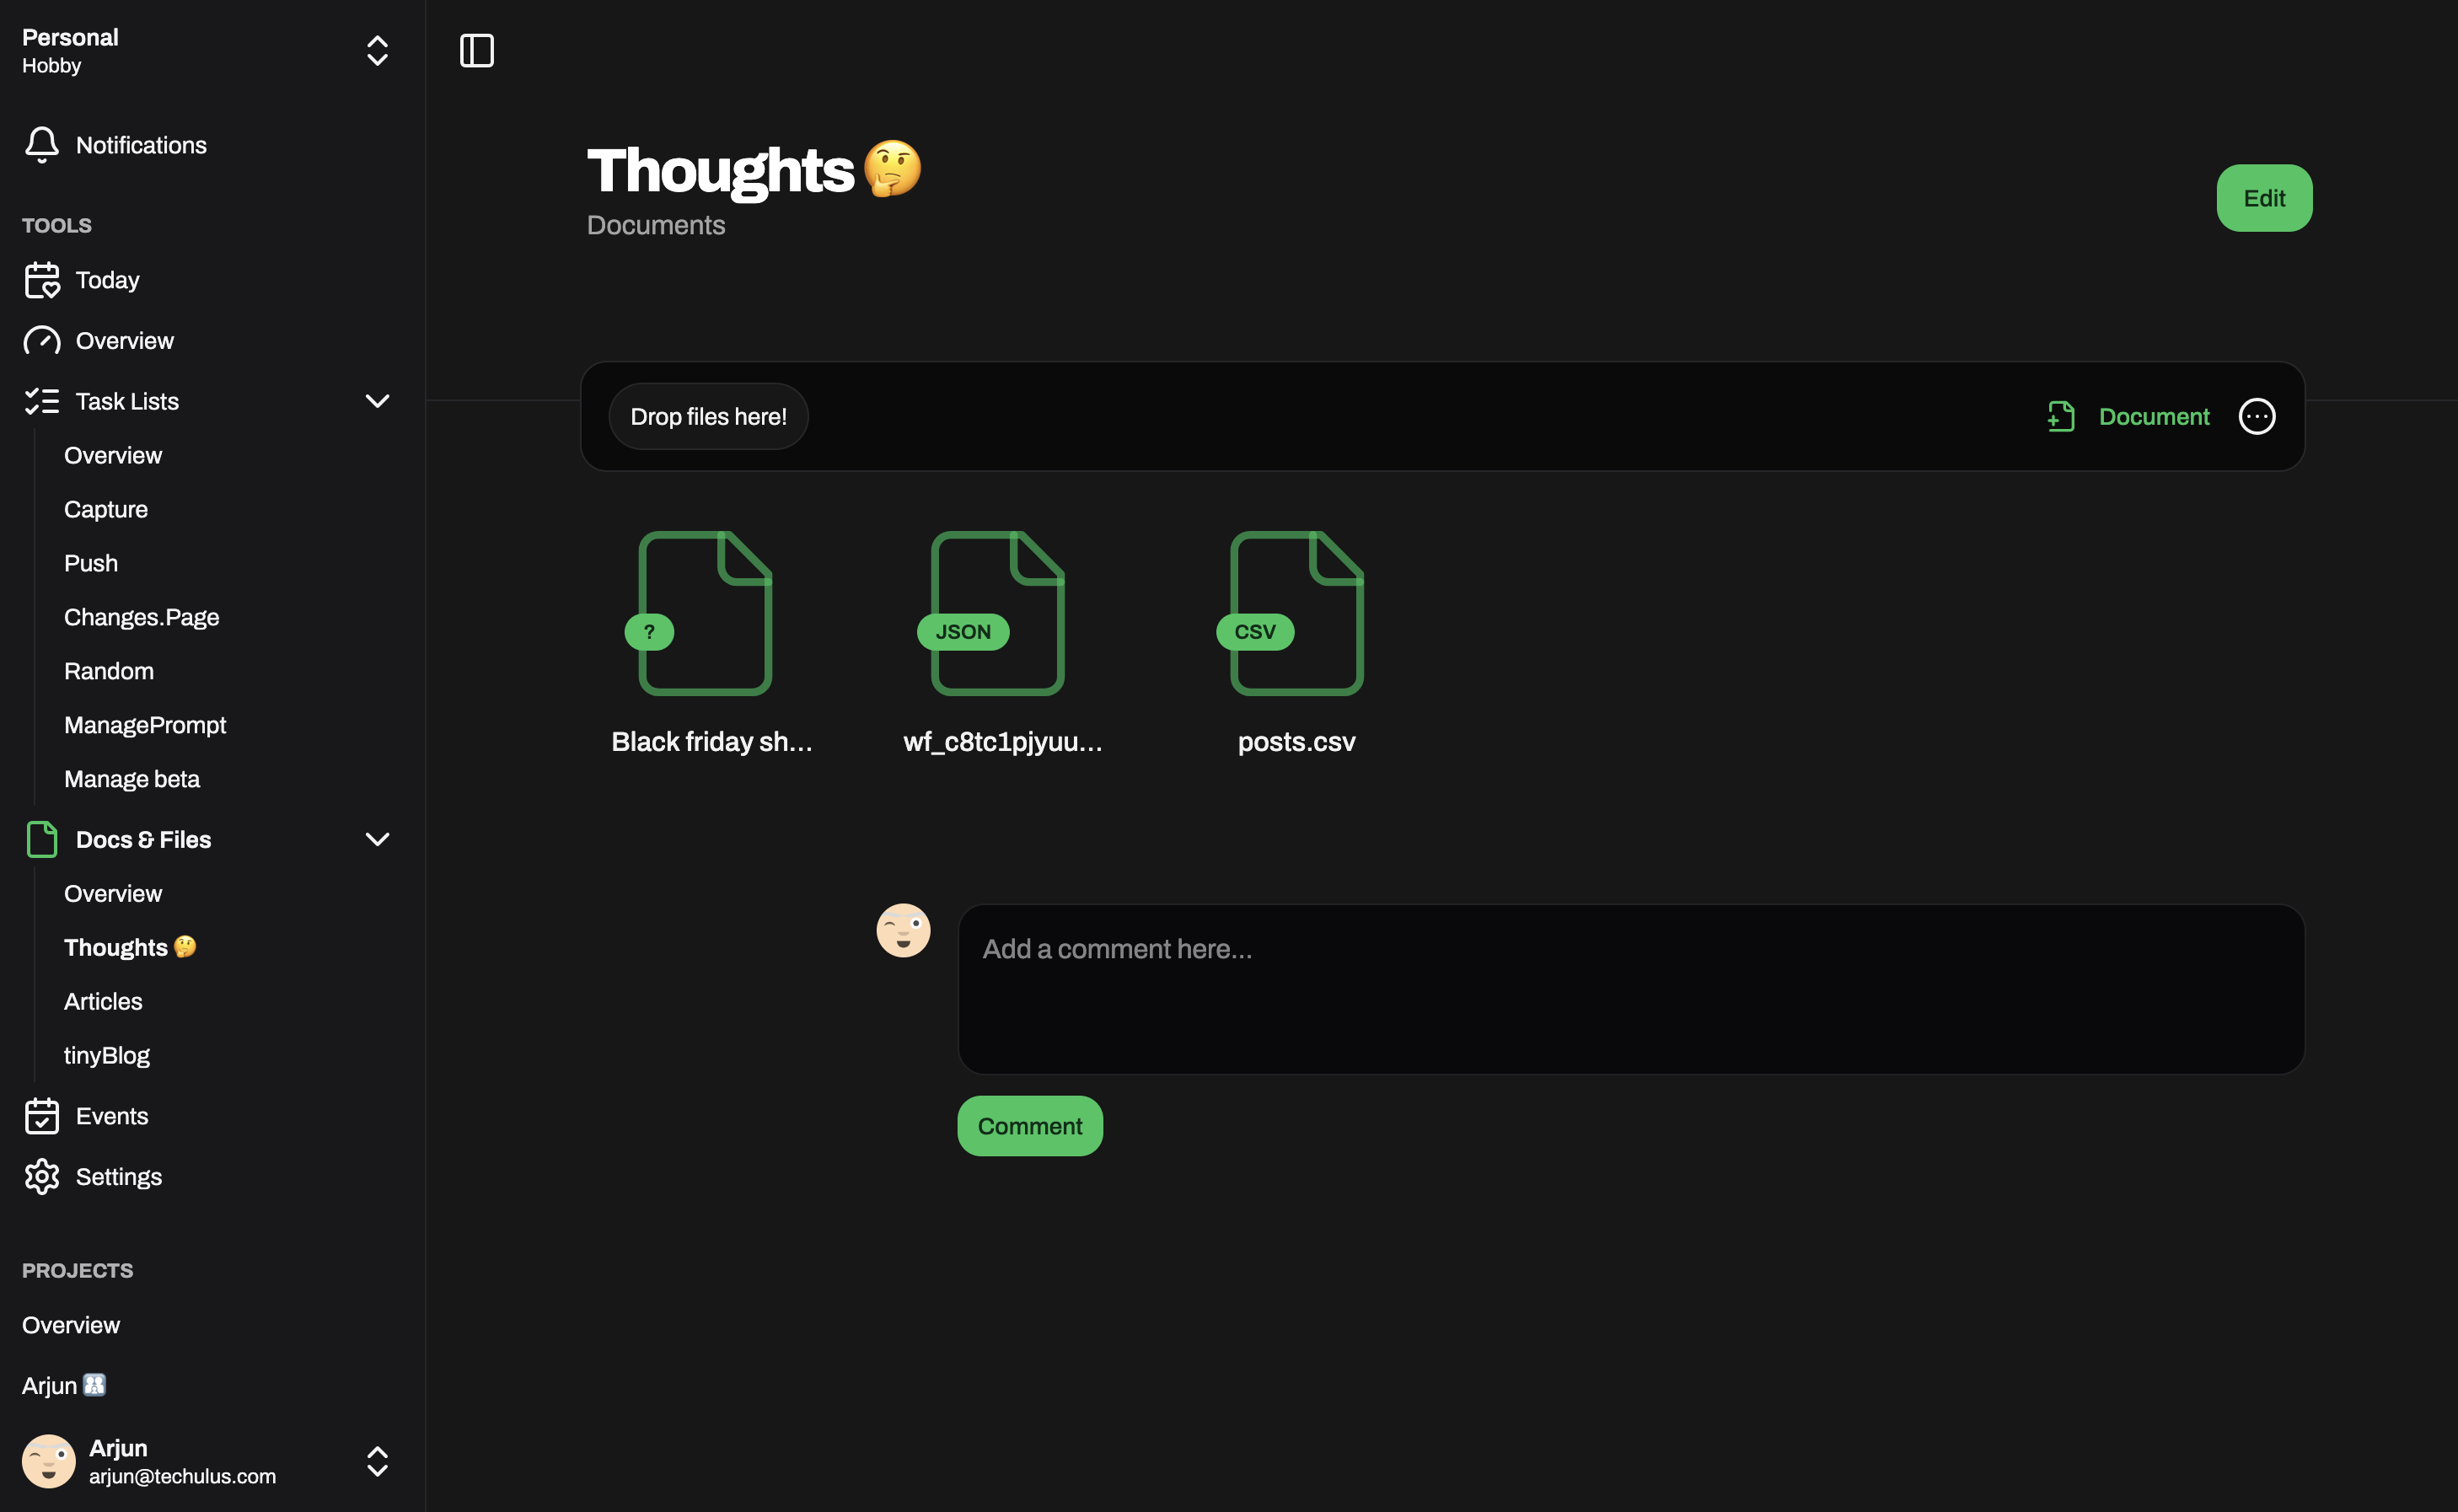 Personal
Hobby
Notifications
TOOLS
Today
Overview
Task Lists
Overview
Capture
Push
Changes.Page
Random
ManagePrompt
Manage beta
Docs & Files
Overview
Thoughts 🤔
Articles
tinyBlog
Events
Settings
PROJECTS
Overview
Arjun
Arjun
arjun@techulus.com
Thoughts 🤔
Documents
Edit
Drop files here!
Document
?
JSON
CSV
Black friday sh...
wf_c8tc1pjyuu...
posts.csv
Add a comment here...
Comment